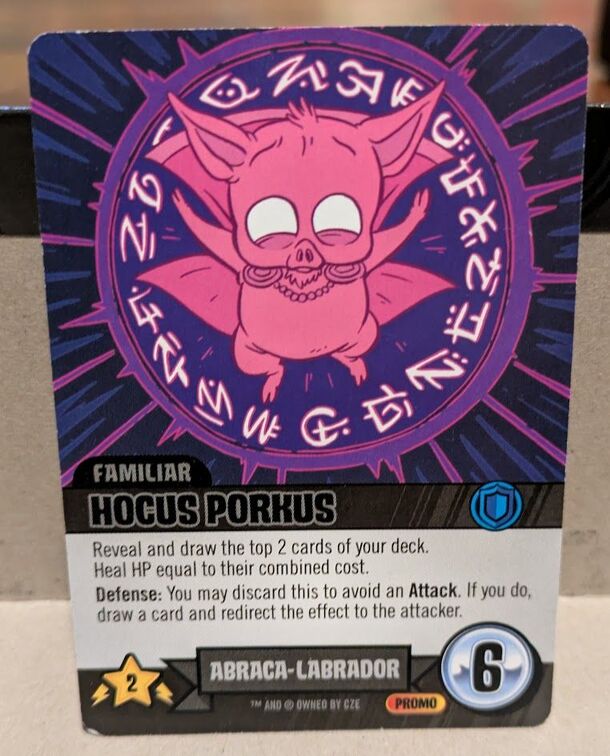 FAMILIAR
HOCUS PORKUS
Reveal and draw the top 2 cards of your deck.
Heal HP equal to their combined cost.
Defense: You may discard this to avoid an Attack. If you do,
draw a card and redirect the effect to the attacker.
2
ABRACA-LABRADOR
6
™ AND © OWNED BY CZE
PROMO